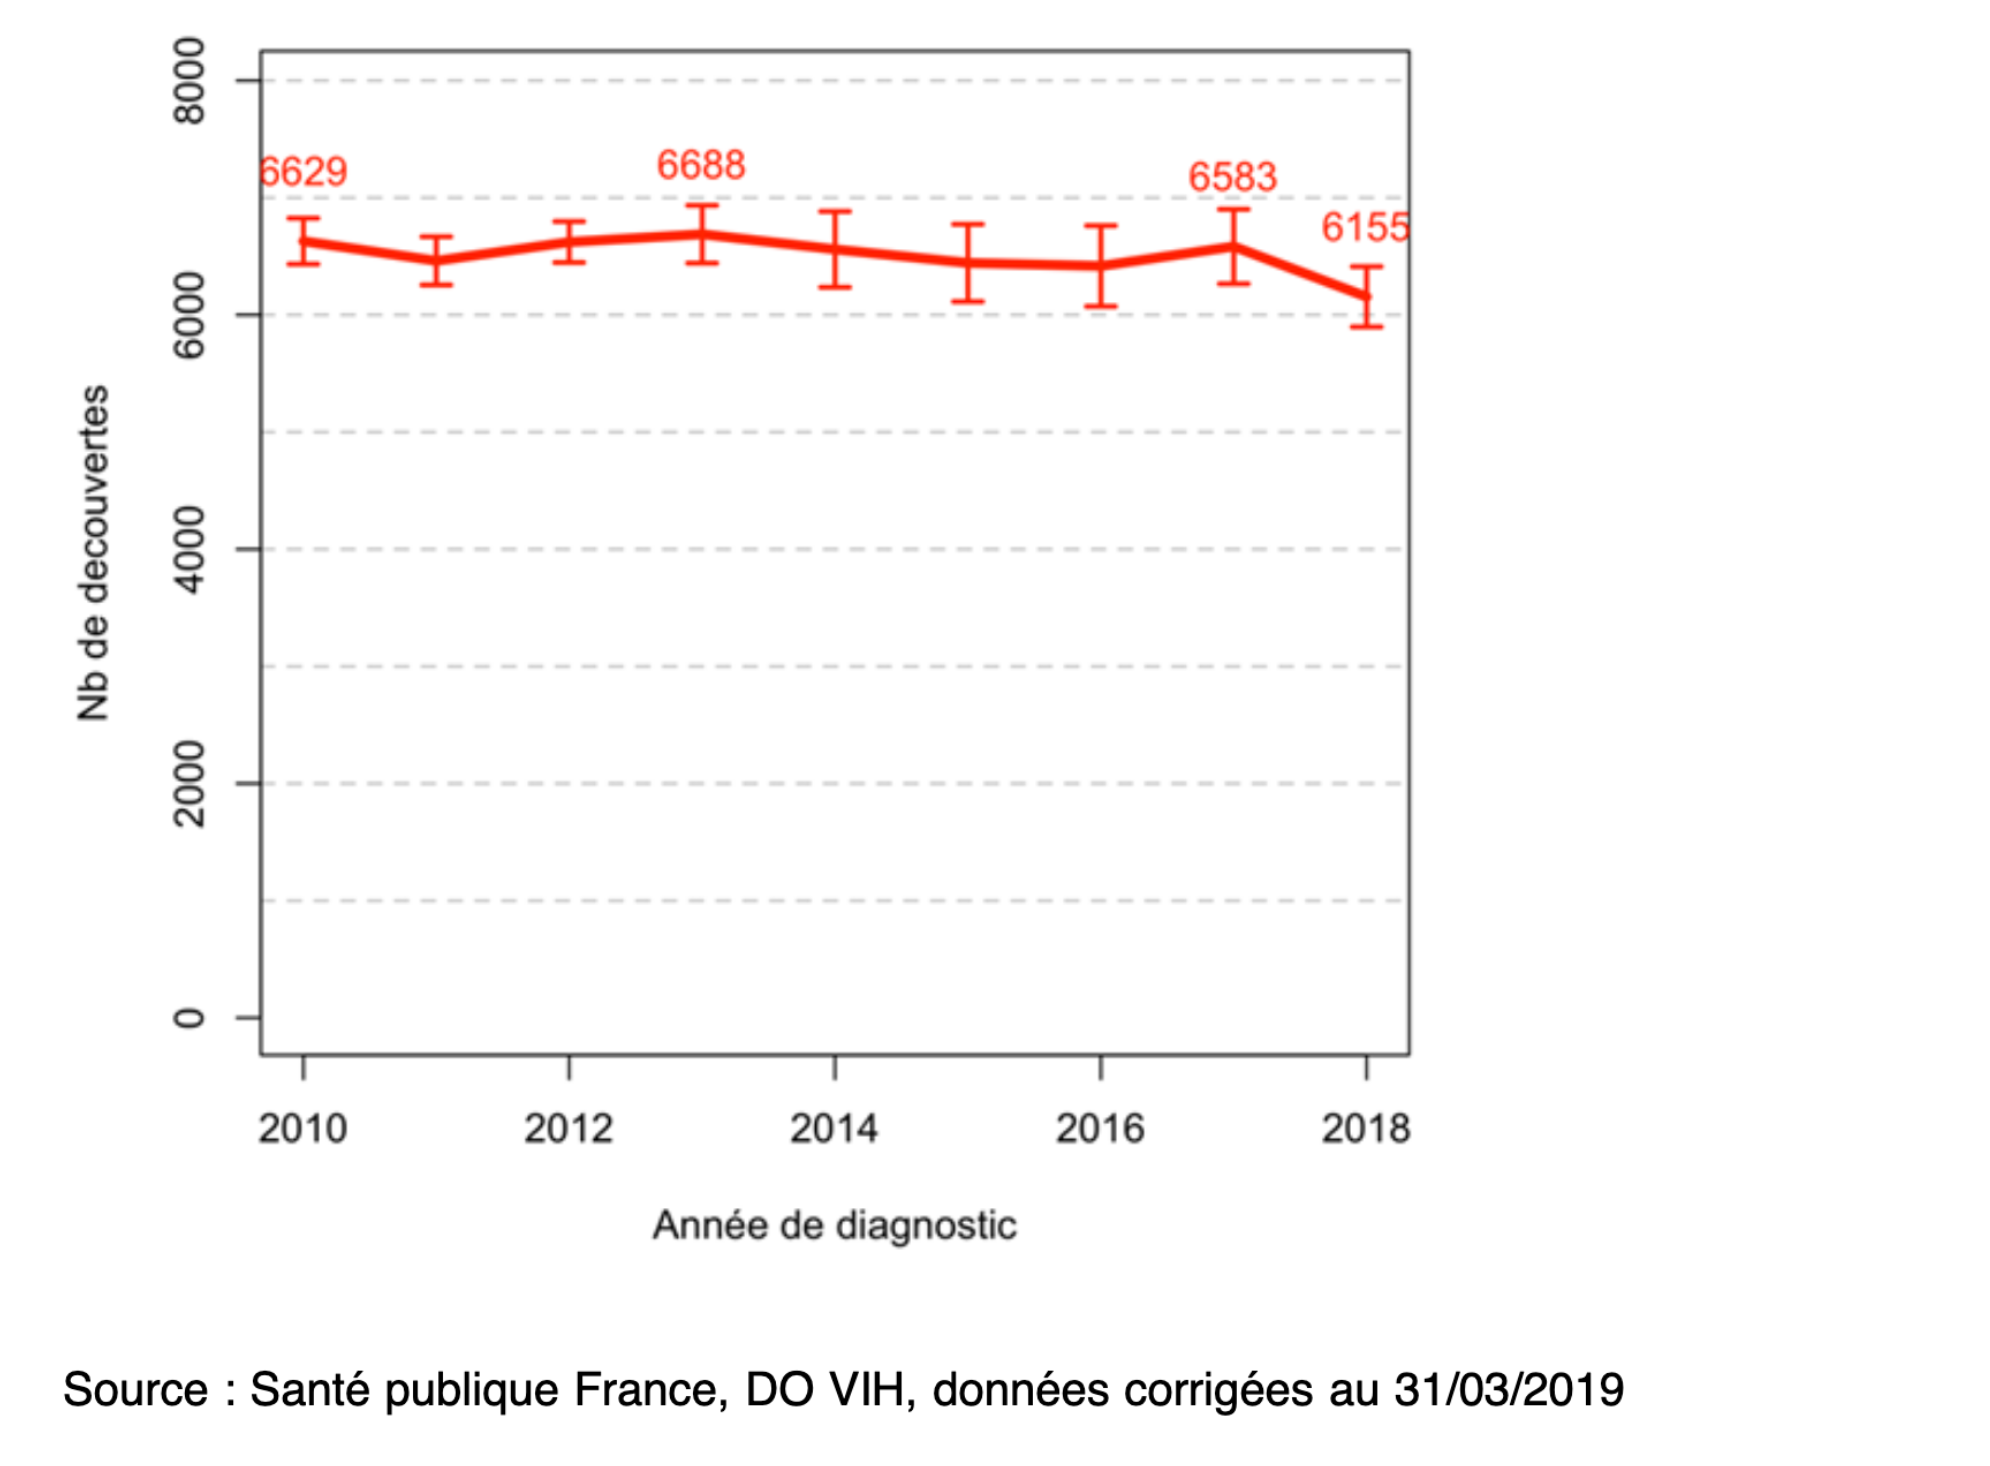 8000
6000
4000
2000
0
Nb de decouvertes
6629
6688
6583
6155
2010 2012 2014 2016 2018
Année de diagnostic
Source : Santé publique France, DO VIH, données corrigées au 31/03/2019